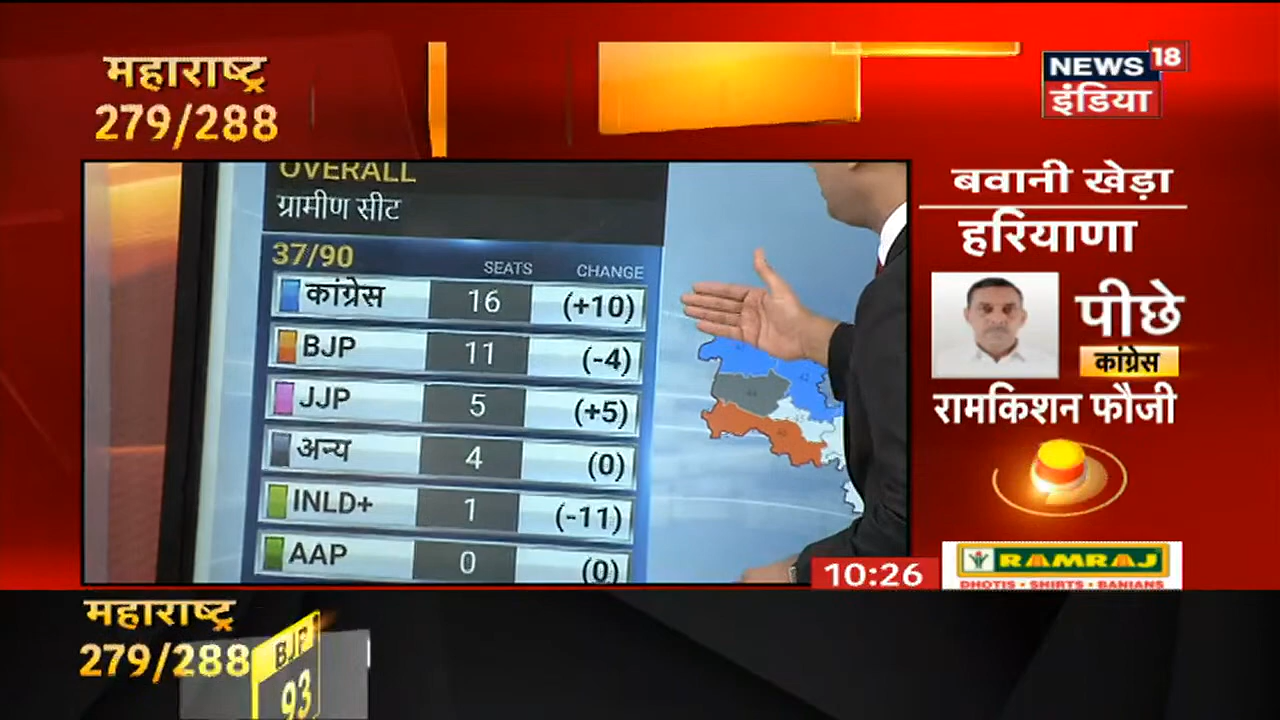 महाराष्ट्र
279/288
NEWS 18
इंडिया
OVERALL
ग्रामीण सीट
37/90 SEATS CHANGE
कांग्रेस 16 (+10)
BJP 11 (-4)
JJP 5 (+5)
अन्य 4 (0)
INLD+ 1 (-11)
AAP 0 (0)
बवानी खेड़ा
हरियाणा
पीछे
कांग्रेस
रामकिशन फौजी
10:26
RAMRAJ
DHOTIS • SHIRTS • BANIANS
महाराष्ट्र
279/288
BJP
93